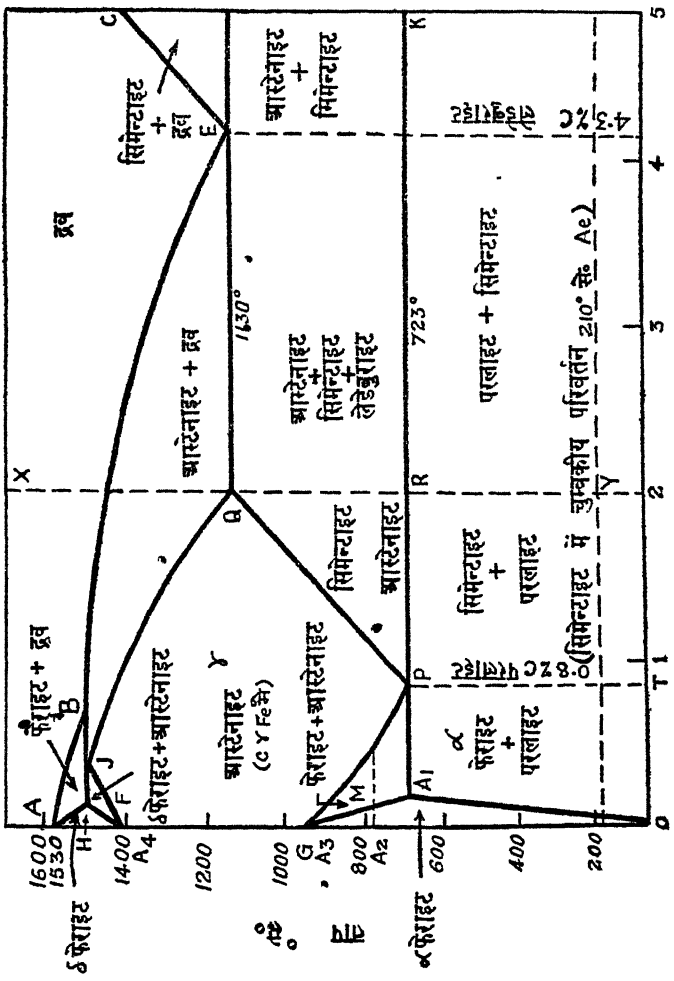 1600
1530
1400
A4
1200
1000
G
A3
800
A2
600
400
200
O
H
ताप
से०
δ फेराइट
α फेराइट
A
B
J
F
फेराइट + द्रव
δ फेराइट+आस्टेनाइट
आस्टेनाइट γ
(C γ Fe में)
फेराइट+आस्टेनाइट
M
A1
P
α
फेराइट
+
परलाइट
0·8%C परलाइट
T
X
द्रव
आस्टेनाइट + द्रव
Q
सिमेन्टाइट
आस्टेनाइट
R
सिमेन्टाइट
+
परलाइट
Y
(सिमेन्टाइट में चुम्बकीय परिवर्तन 210° से० Ae)
1630°
आस्टेनाइट
+
सिमेन्टाइट
+
लेडेबुराइट
723°
परलाइट + सिमेन्टाइट
C
सिमेन्टाइट
+
द्रव
E
आस्टेनाइट
+
सिमेन्टाइट
K
लेडेबुराइट
4·3%C
1
2
3
4
5